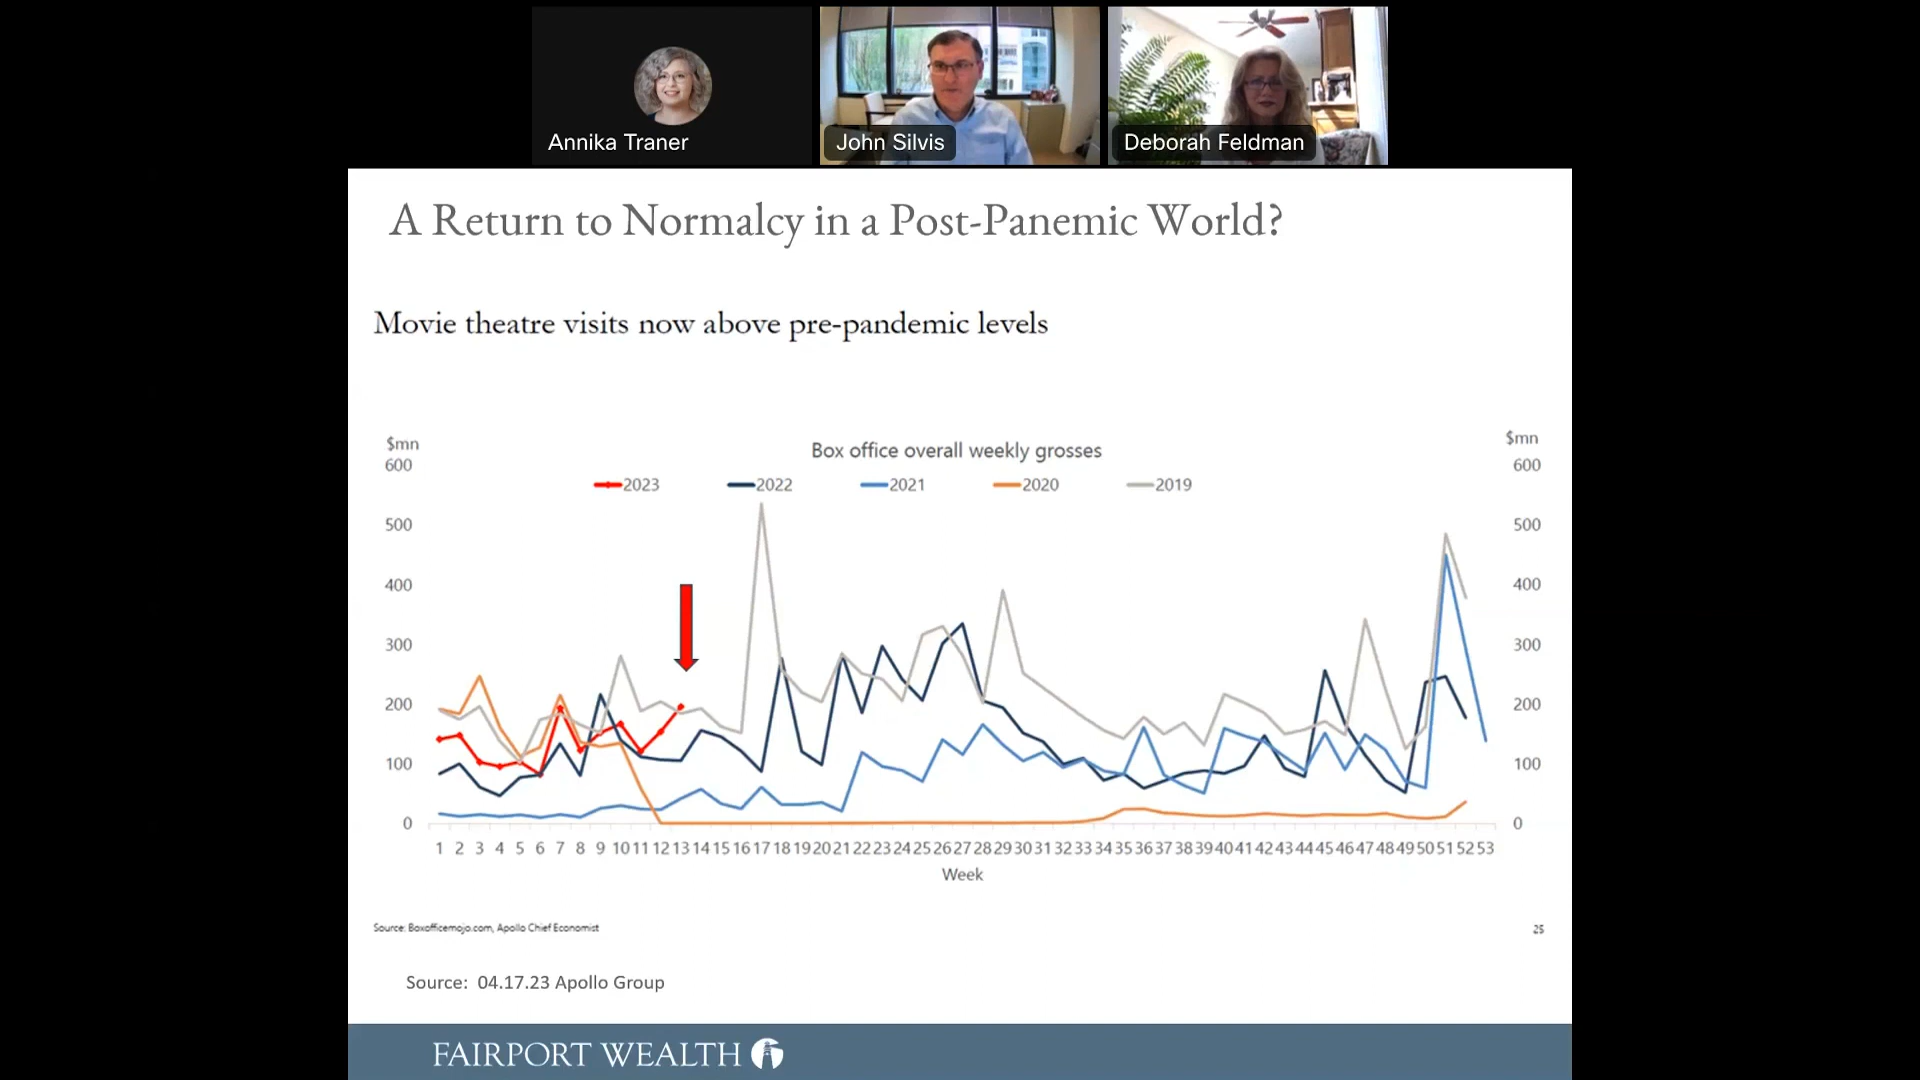 Annika Traner
John Silvis
Deborah Feldman
A Return to Normalcy in a Post-Panemic World?
Movie theatre visits now above pre-pandemic levels
$mn
$mn
Box office overall weekly grosses
600
600
2023 2022 2021 2020 2019
500
500
400
400
300
300
200
200
100
100
0
0
1 2 3 4 5 6 7 8 9 10 11 12 13 14 15 16 17 18 19 20 21 22 23 24 25 26 27 28 29 30 31 32 33 34 35 36 37 38 39 40 41 42 43 44 45 46 47 48 49 50 51 52 53
Week
Source: Boxofficemojo.com, Apollo Chief Economist
25
Source: 04.17.23 Apollo Group
FAIRPORT WEALTH